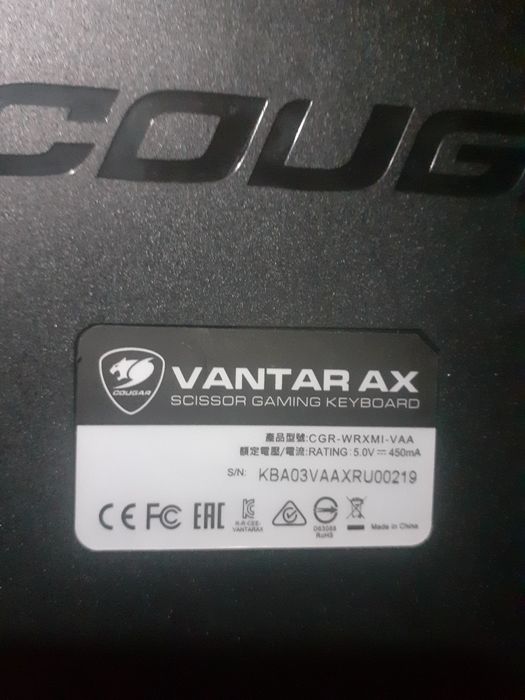 COUG
COUGAR
VANTAR AX
SCISSOR GAMING KEYBOARD
產品型號:CGR-WRXMI-VAA
額定電壓/電流:RATING: 5.0V⎓450mA
S/N: KBA03VAAXRU00219
CE FC EAC
R-R-CEE-
VANTARAX
D63088
RoHS
Made in China